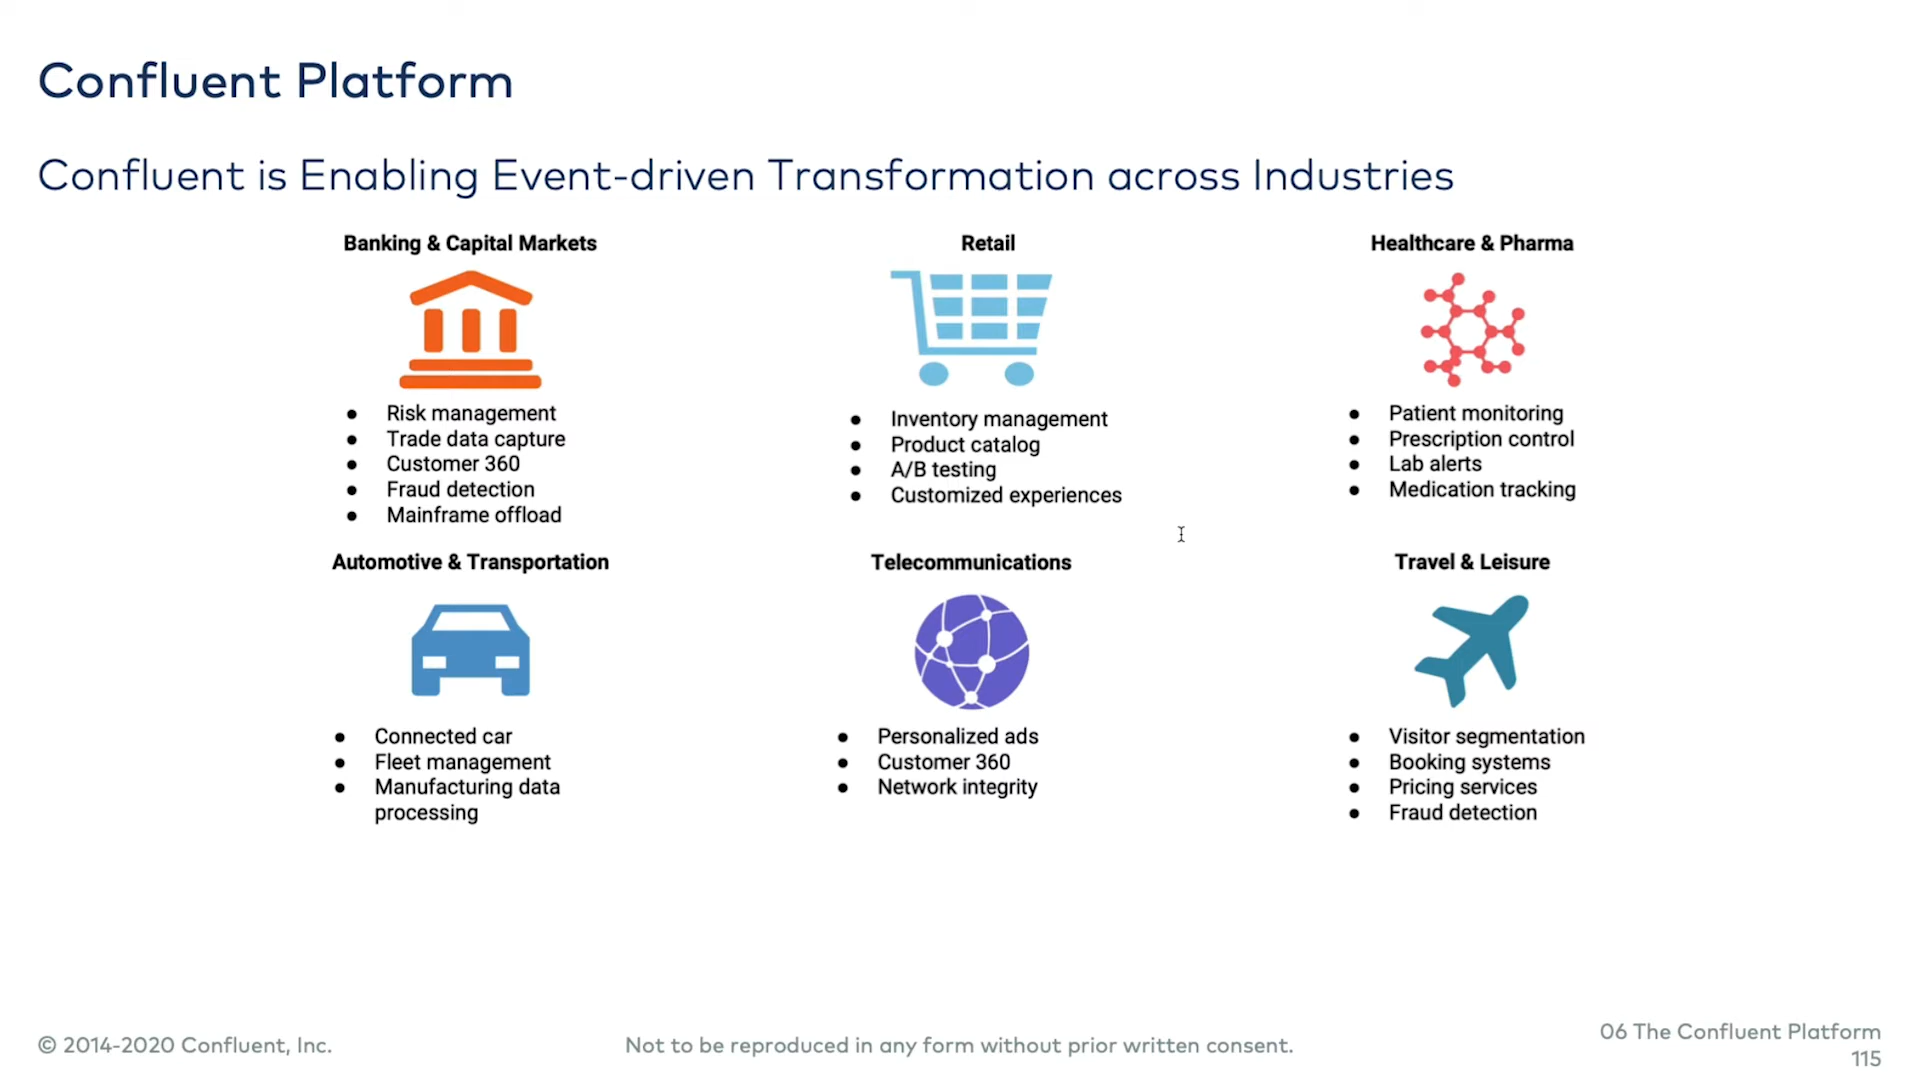 Confluent Platform
Confluent is Enabling Event-driven Transformation across Industries
Banking & Capital Markets
● Risk management
● Trade data capture
● Customer 360
● Fraud detection
● Mainframe offload
Retail
● Inventory management
● Product catalog
● A/B testing
● Customized experiences
Healthcare & Pharma
● Patient monitoring
● Prescription control
● Lab alerts
● Medication tracking
Automotive & Transportation
● Connected car
● Fleet management
● Manufacturing data
processing
Telecommunications
● Personalized ads
● Customer 360
● Network integrity
Travel & Leisure
● Visitor segmentation
● Booking systems
● Pricing services
● Fraud detection
© 2014-2020 Confluent, Inc.
Not to be reproduced in any form without prior written consent.
06 The Confluent Platform
115